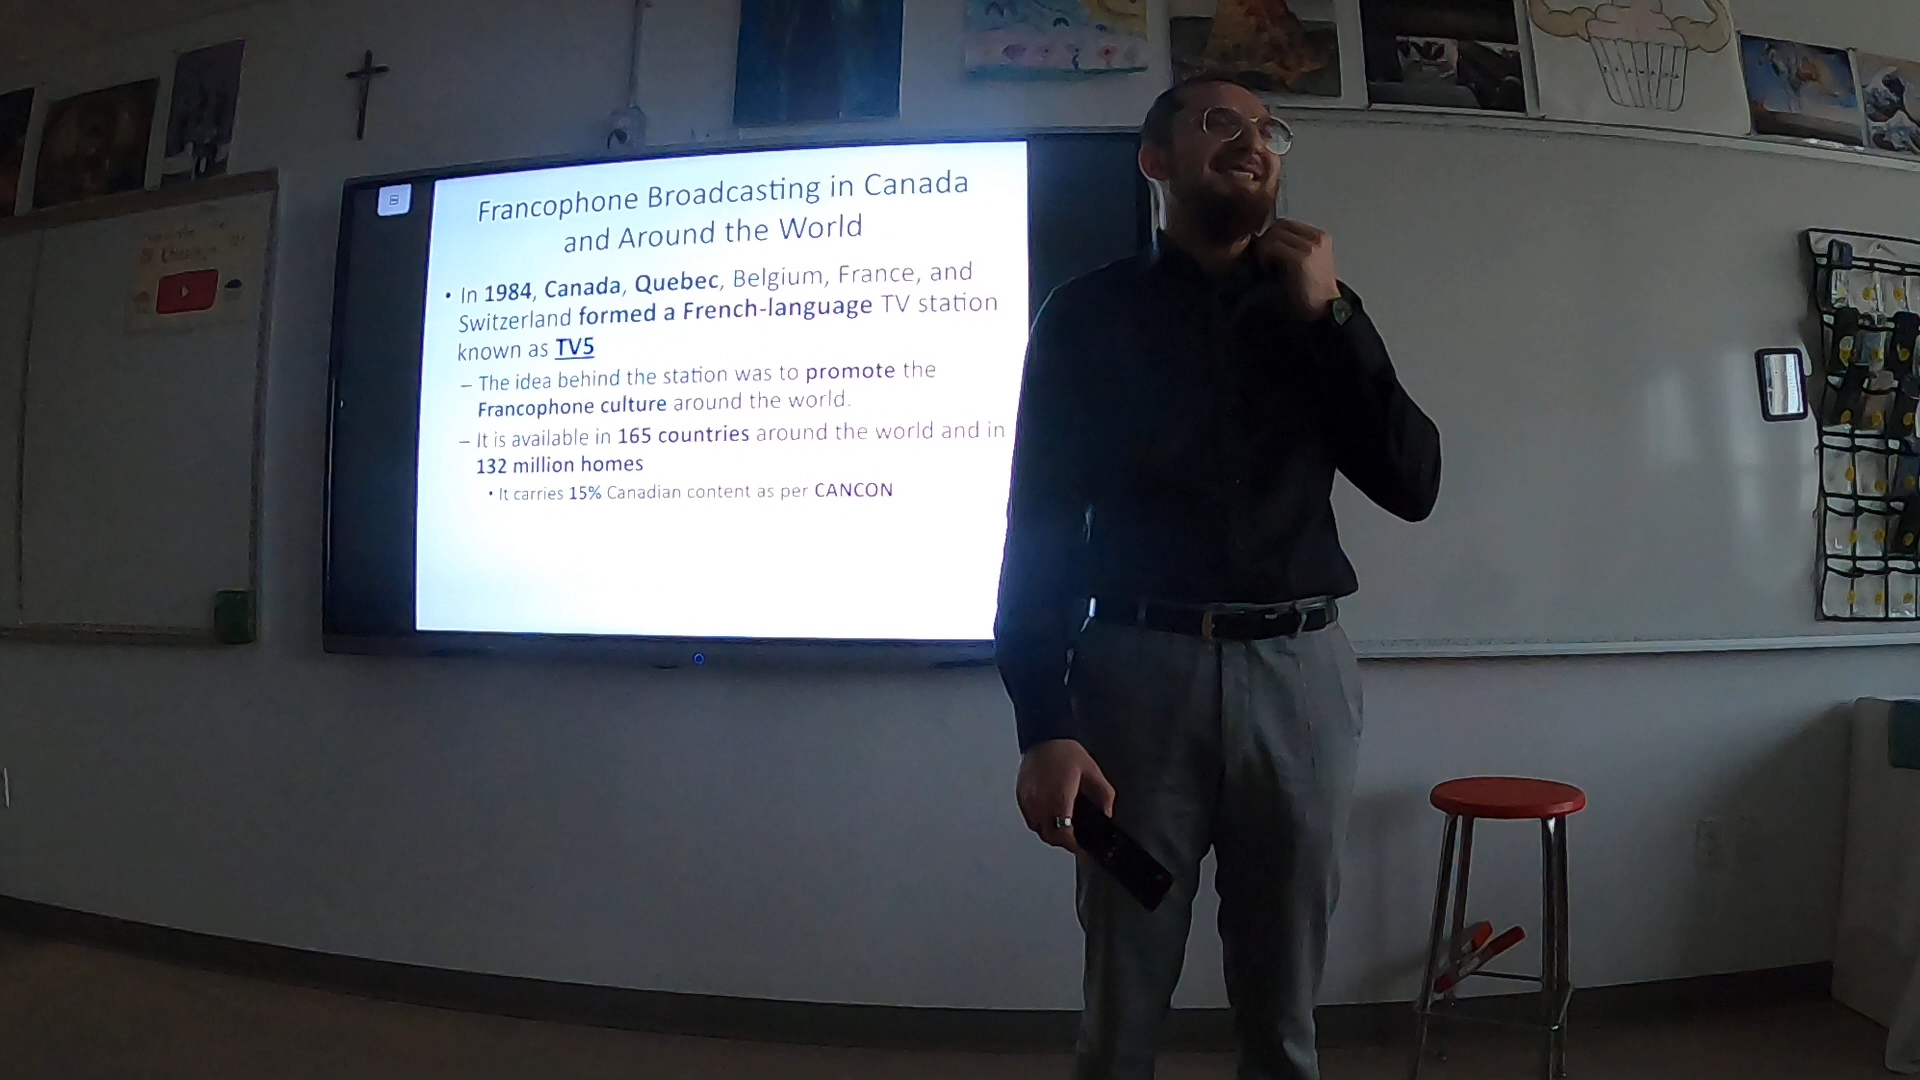 Francophone Broadcasting in Canada
and Around the World
• In 1984, Canada, Quebec, Belgium, France, and
Switzerland formed a French-language TV station
known as TV5
– The idea behind the station was to promote the
Francophone culture around the world.
– It is available in 165 countries around the world and in
132 million homes
• It carries 15% Canadian content as per CANCON